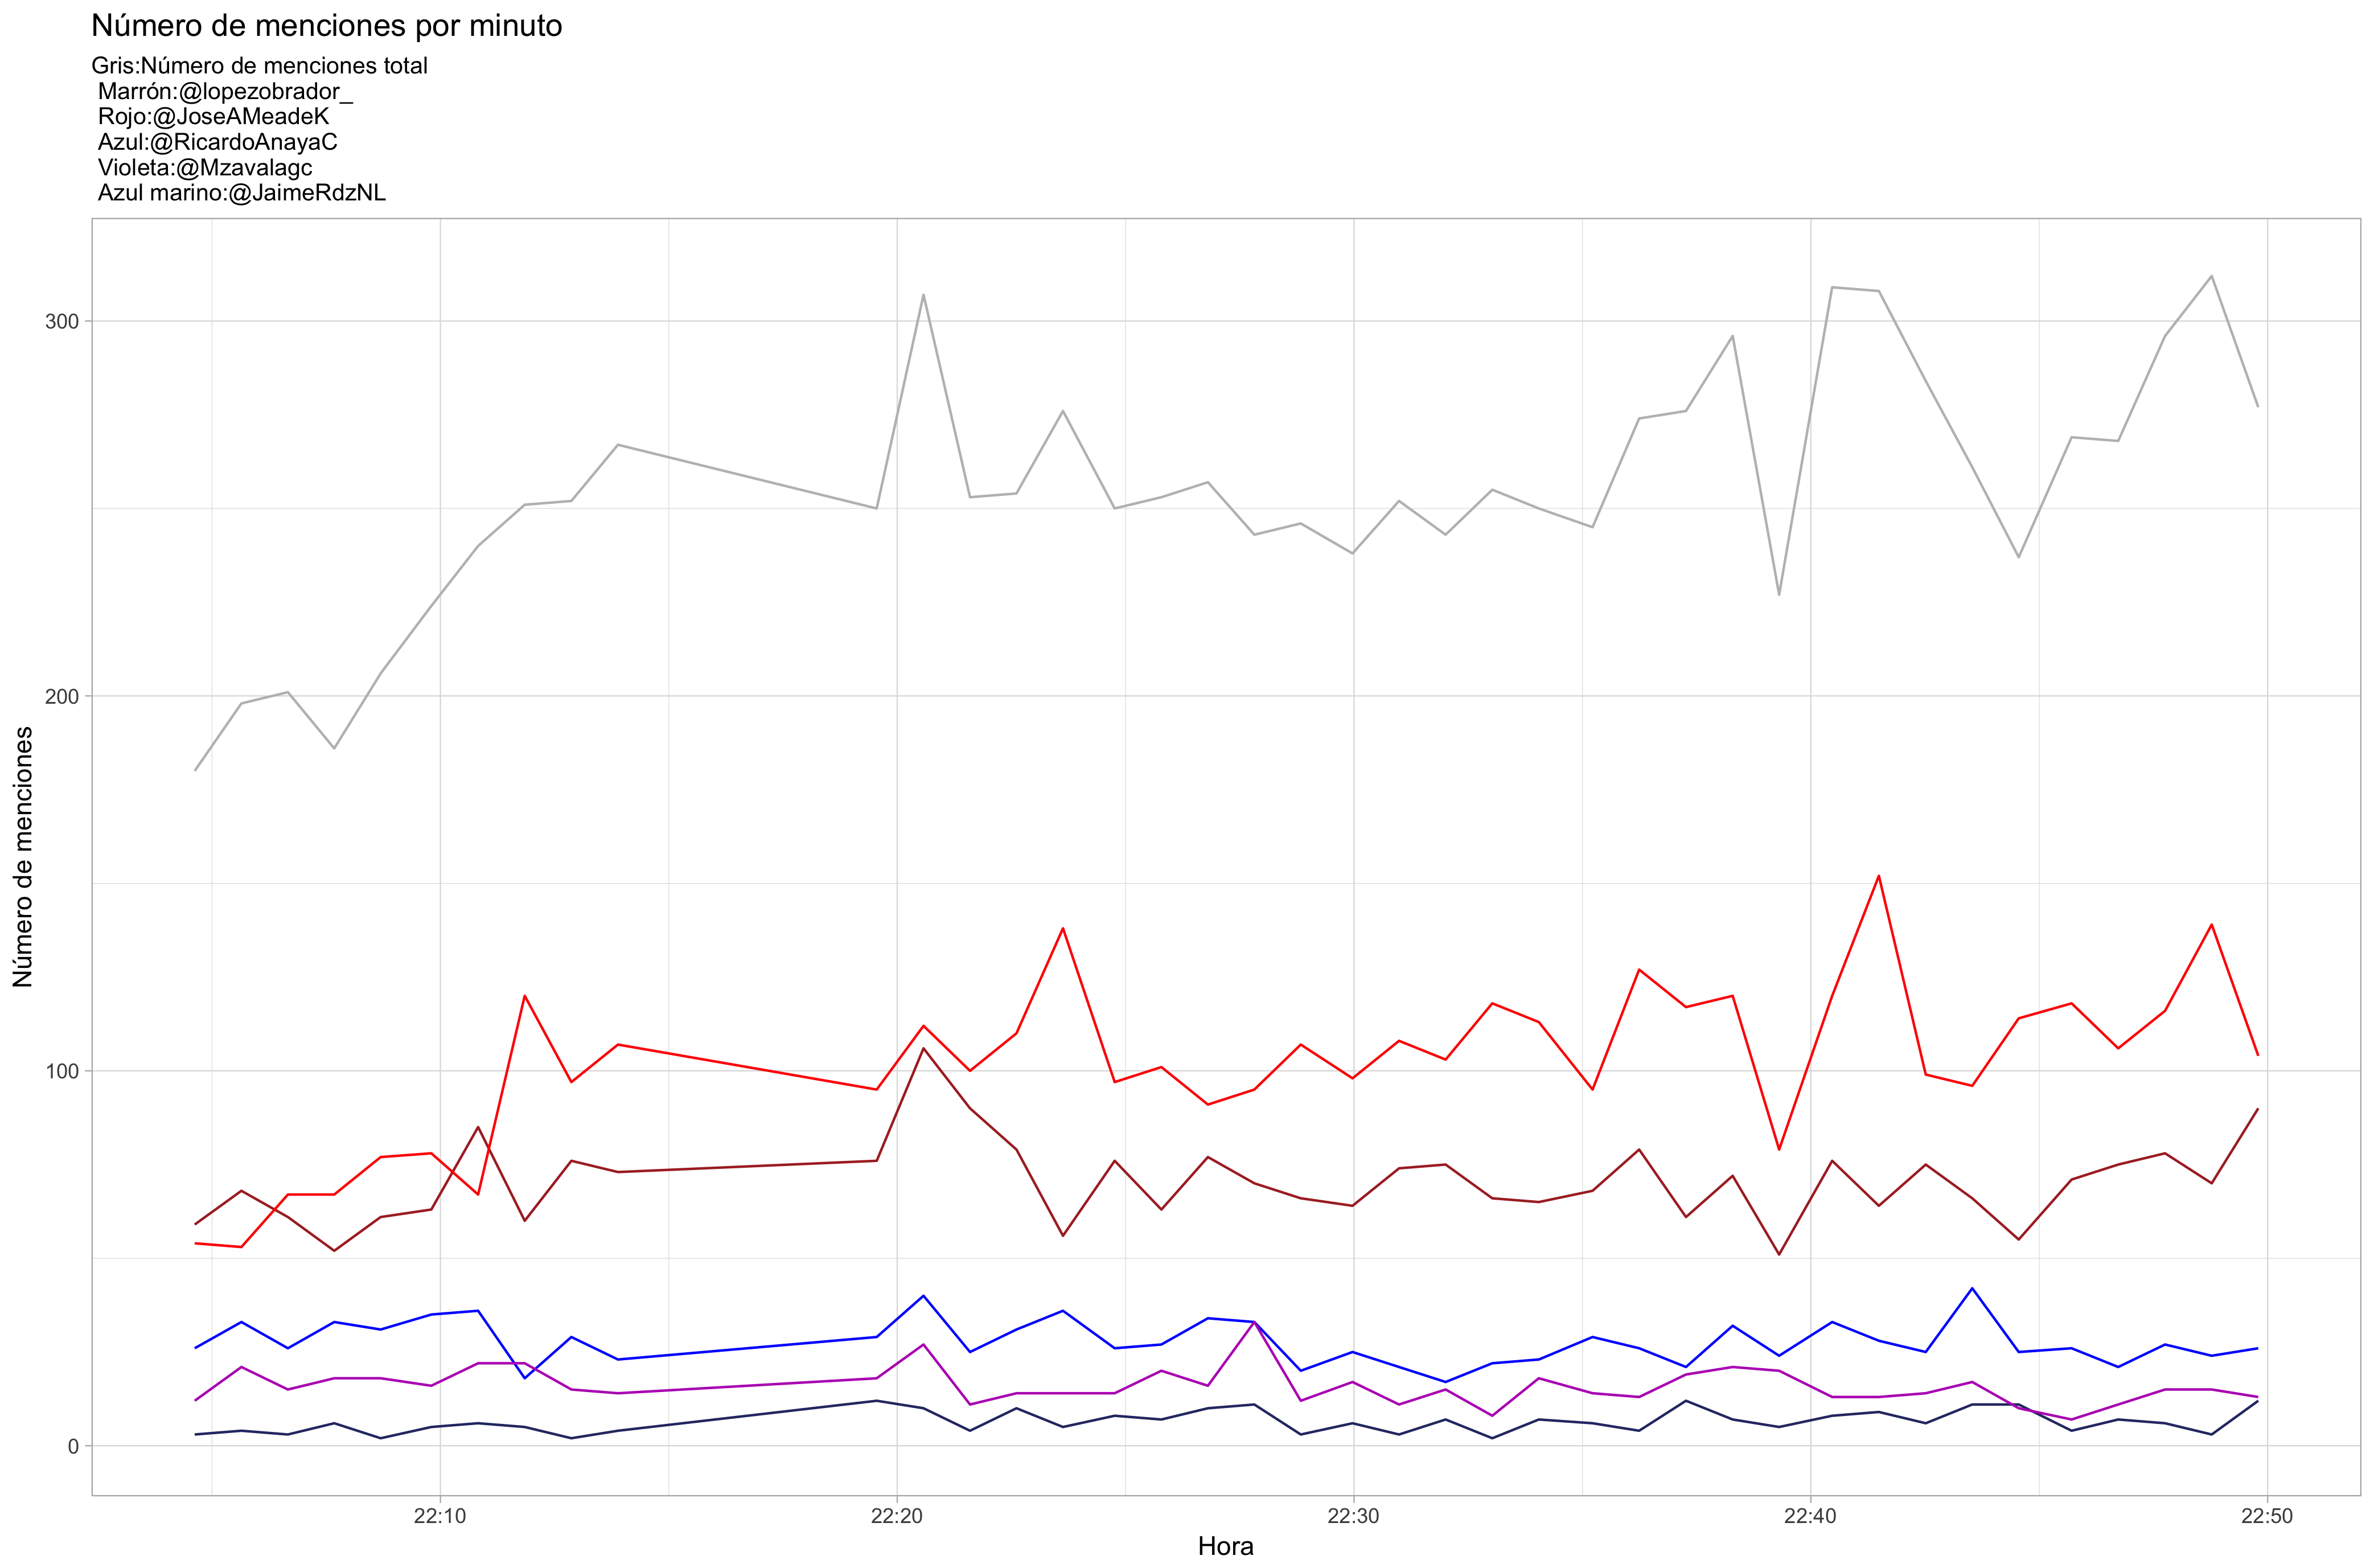 Número de menciones por minuto
Gris:Número de menciones total
Marrón:@lopezobrador_
Rojo:@JoseAMeadeK
Azul:@RicardoAnayaC
Violeta:@Mzavalagc
Azul marino:@JaimeRdzNL
300
200
100
0
Número de menciones
22:10
22:20
22:30
22:40
22:50
Hora